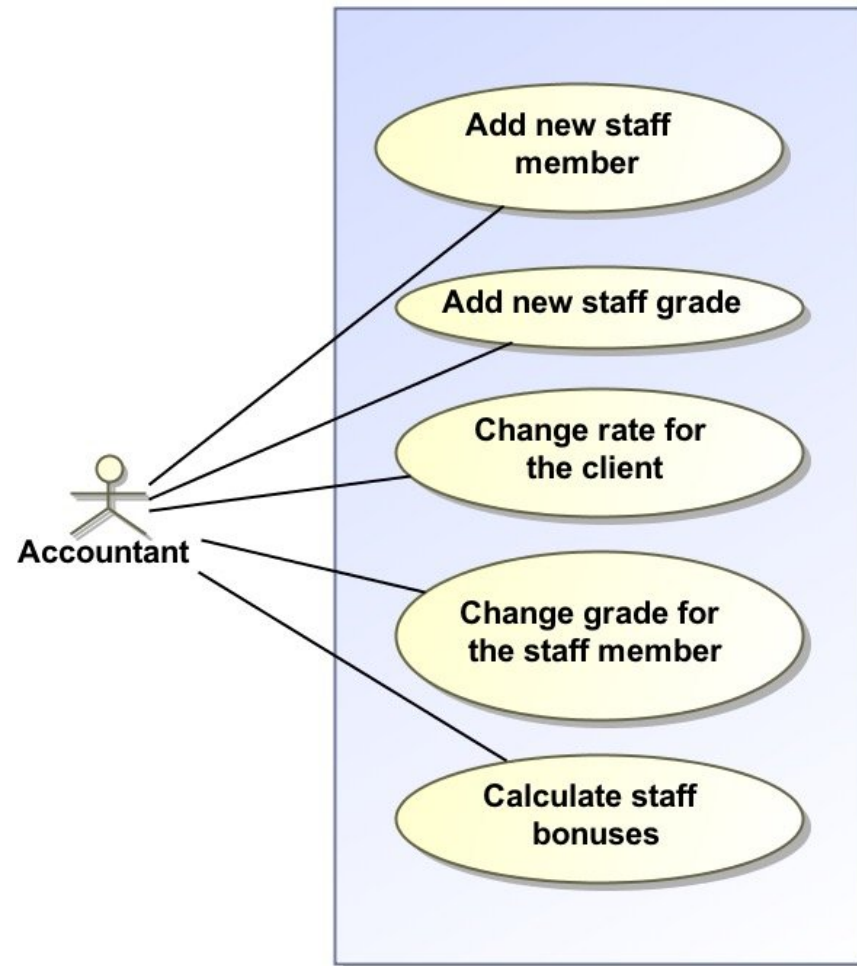 Add new staff
member
Add new staff grade
Change rate for
the client
Accountant
Change grade for
the staff member
Calculate staff
bonuses